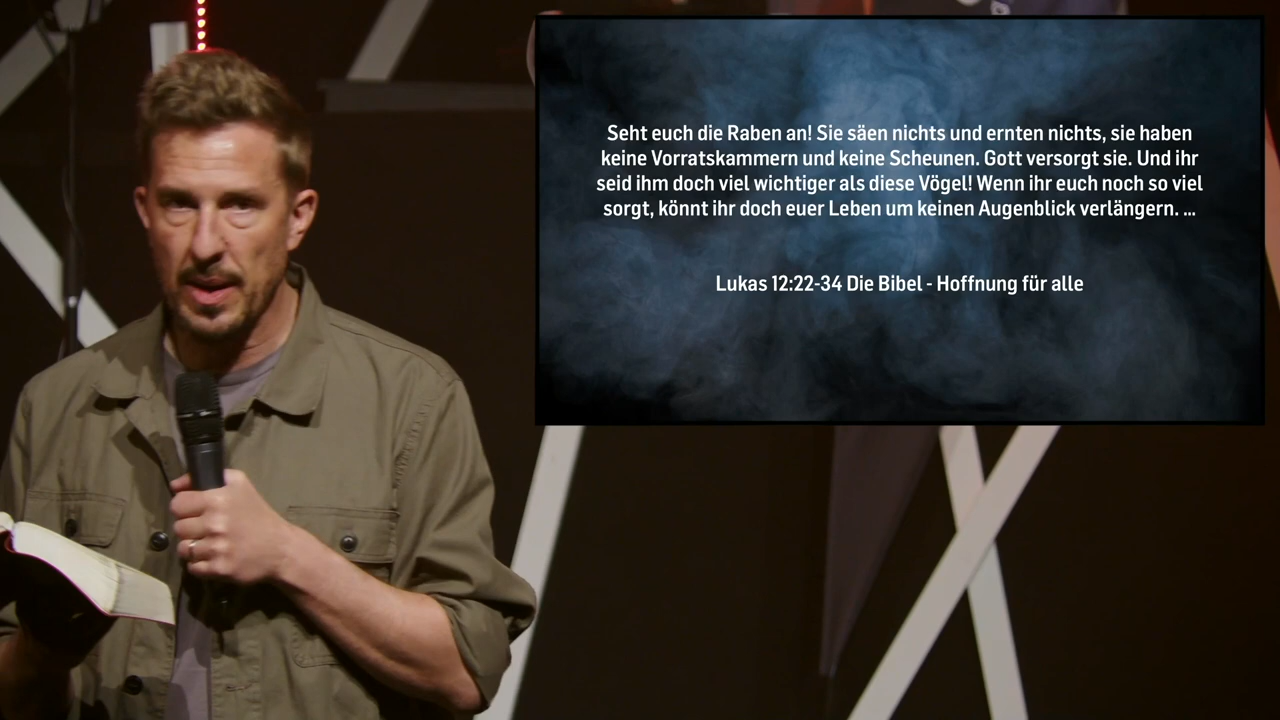 Seht euch die Raben an! Sie säen nichts und ernten nichts, sie haben
keine Vorratskammern und keine Scheunen. Gott versorgt sie. Und ihr
seid ihm doch viel wichtiger als diese Vögel! Wenn ihr euch noch so viel
sorgt, könnt ihr doch euer Leben um keinen Augenblick verlängern. ...
Lukas 12:22-34 Die Bibel - Hoffnung für alle